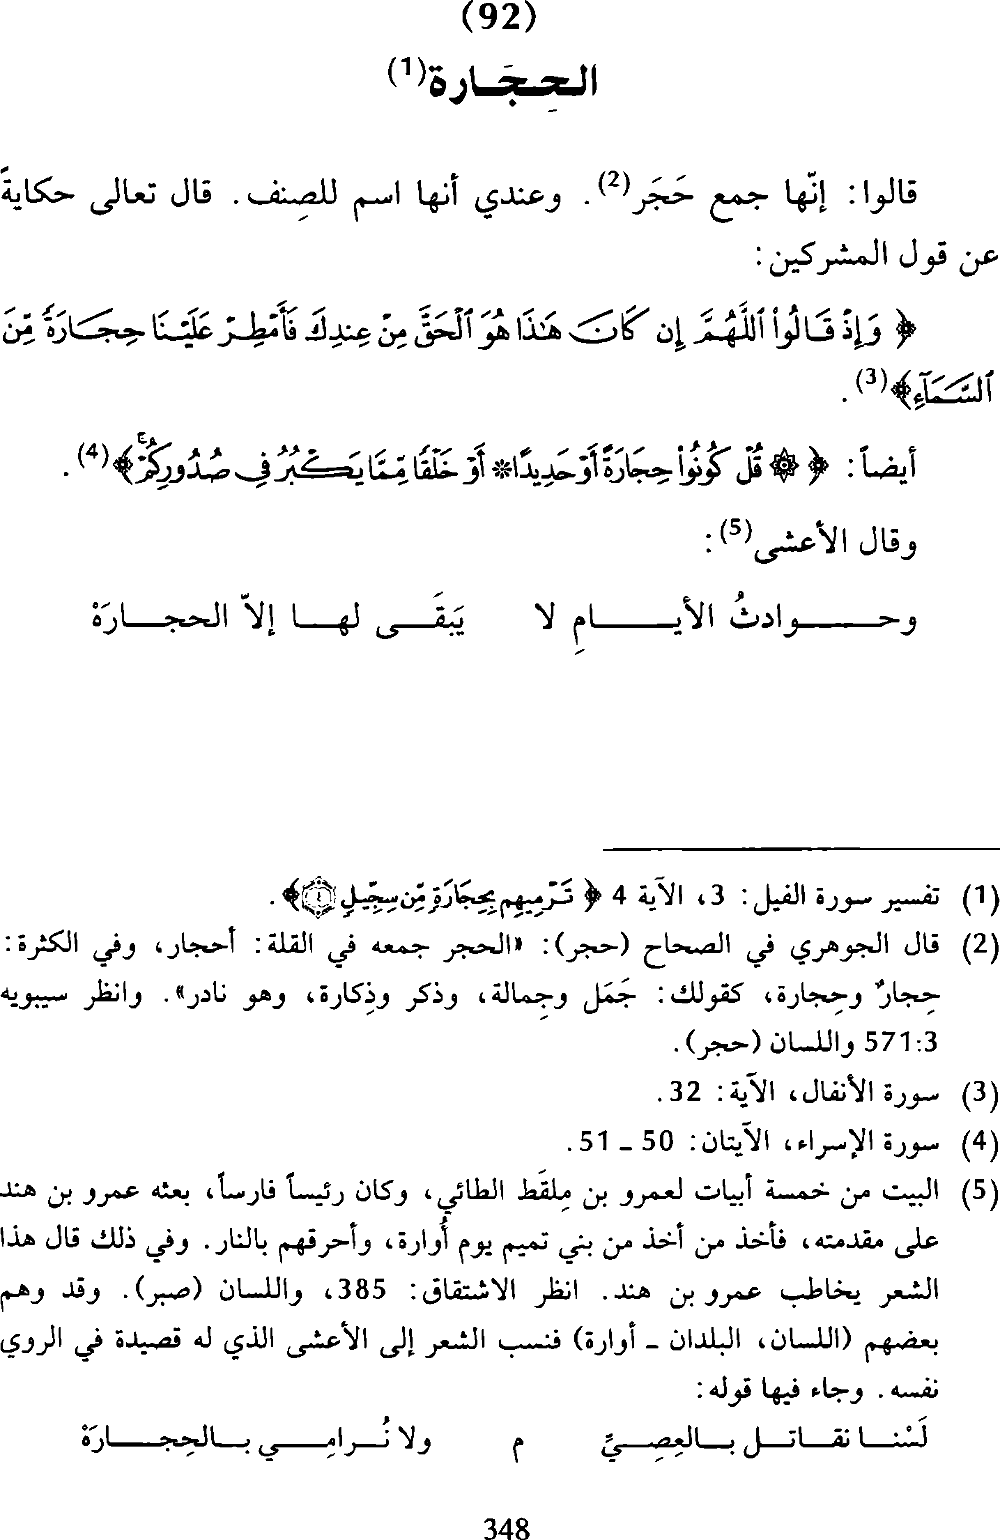 (92)
الحِجَارة(1)
قالوا: إنّها جمع حَجَر(2). وعندي أنها اسم للصِنف. قال تعالى حكايةً
عن قول المشركين:
﴿ وَإِذْ قَالُواْ ٱللَّهُمَّ إِن كَانَ هَٰذَا هُوَ ٱلْحَقَّ مِنْ عِندِكَ فَأَمْطِرْ عَلَيْنَا حِجَارَةً مِّنَ
ٱلسَّمَآءِ﴾(3).
أيضاً: ﴿ ۞ قُلْ كُونُواْ حِجَارَةً أَوْ حَدِيدًا * أَوْ خَلْقًا مِّمَّا يَكْبُرُ فِى صُدُورِكُمْ ۚ﴾(4).
وقال الأعشى(5):
وحـوادثُ الأيـامِ لا يَبقَـى لهـا إلاّ الحجـارَهْ
(1) تفسير سورة الفيل: 3، الآية 4 ﴿ تَرْمِيهِم بِحِجَارَةٍ مِّن سِجِّيلٍ ٤﴾.
(2) قال الجوهري في الصحاح (حجر): «الحجر جمعه في القلة: أحجار، وفي الكثرة:
حِجارٌ وحِجارة، كقولك: جَمَل وجِمالة، وذكر وذِكارة، وهو نادر». وانظر سيبويه
571:3 واللسان (حجر).
(3) سورة الأنفال، الآية: 32.
(4) سورة الإسراء، الآيتان: 50 ـ 51.
(5) البيت من خمسة أبيات لعمرو بن مِلقَط الطائي، وكان رئيساً فارساً، بعثه عمرو بن هند
على مقدمته، فأخذ من أخذ من بني تميم يوم أُوارة، وأحرقهم بالنار. وفي ذلك قال هذا
الشعر يخاطب عمرو بن هند. انظر الاشتقاق: 385، واللسان (صبر). وقد وهم
بعضهم (اللسان، البلدان ـ أوارة) فنسب الشعر إلى الأعشى الذي له قصيدة في الروي
نفسه. وجاء فيها قوله:
لَسْنـا نقـاتـل بـالعِصِـيِّ م ولا نُـرامِـي بـالحِجـارَهْ
348